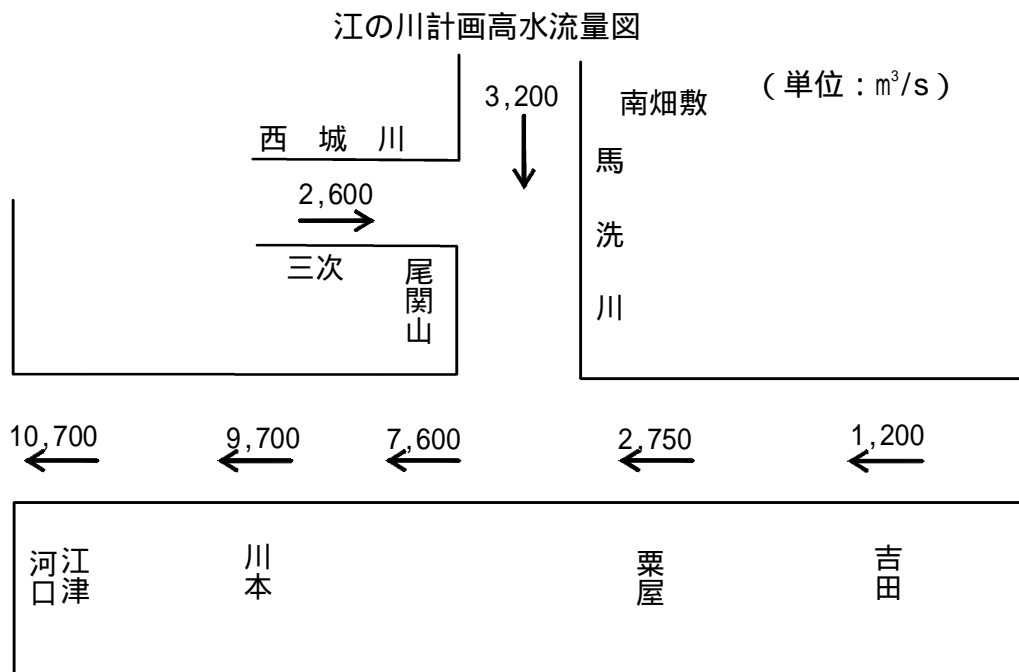 江の川計画高水流量図
(単位:㎥/s)
3,200
南畑敷
西城川
馬洗川
2,600
三次
尾関山
10,700
9,700
7,600
2,750
1,200
江津
河口
川本
粟屋
吉田